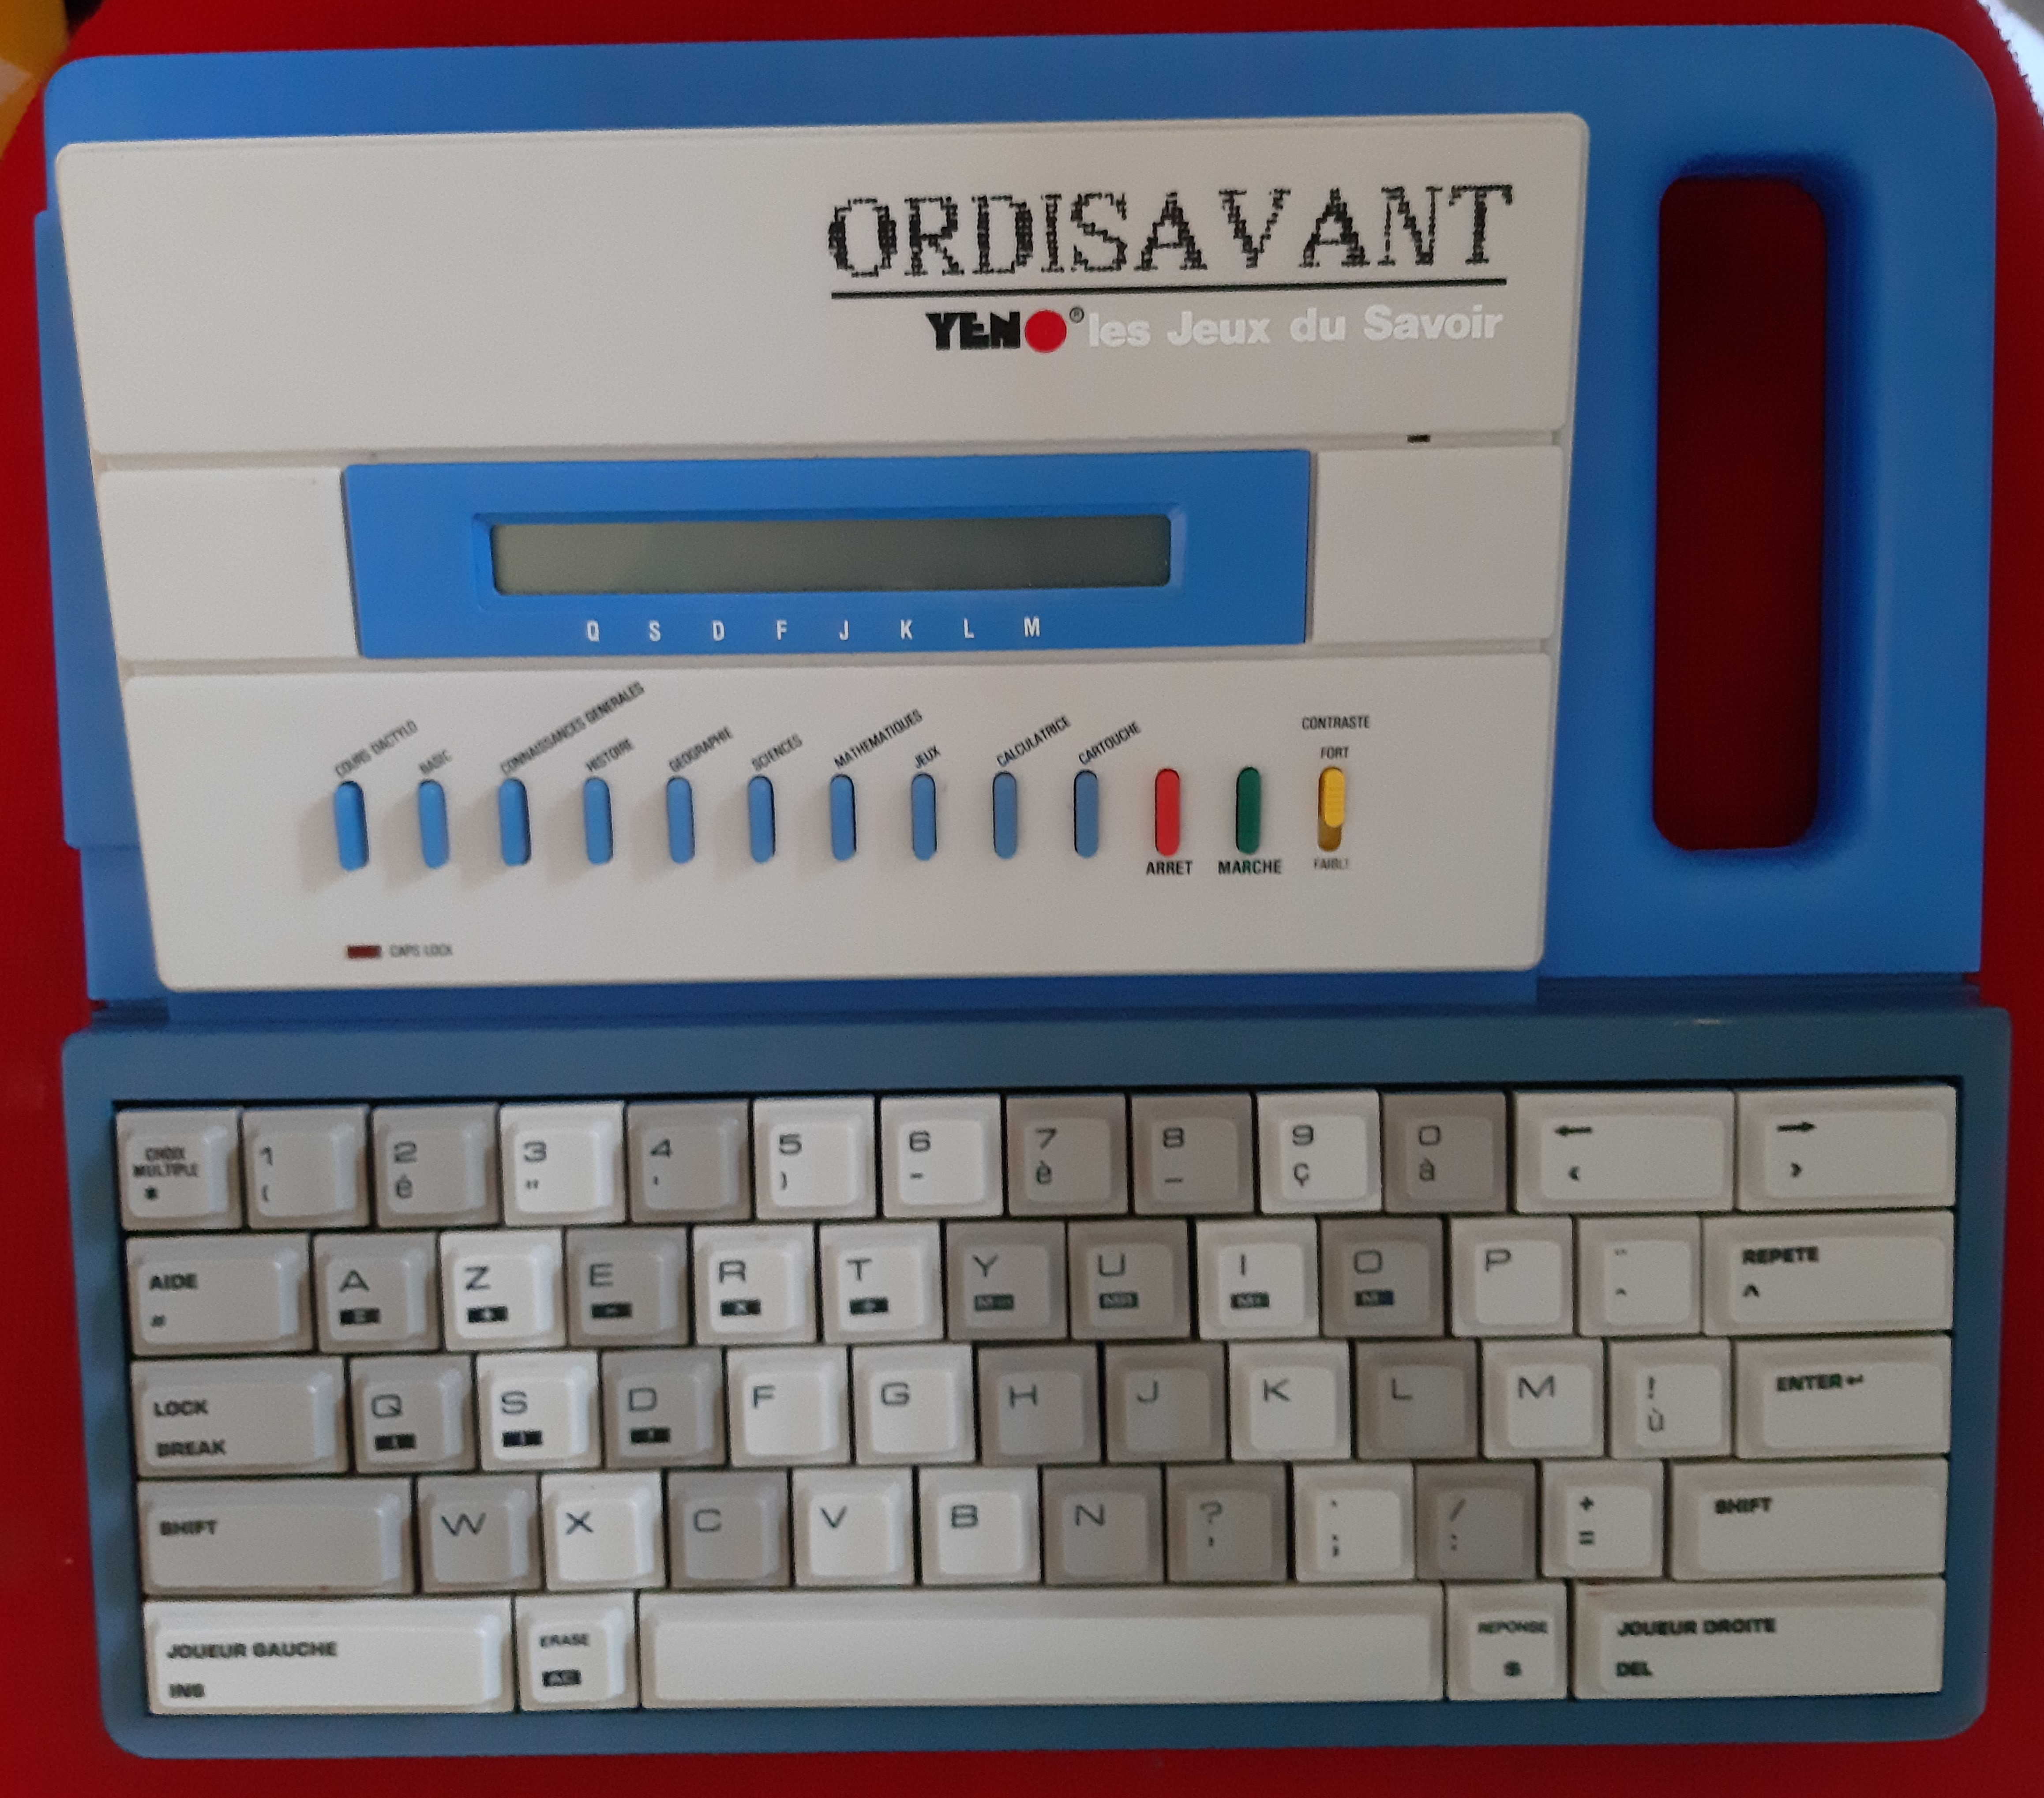 ORDISAVANT
YENO® les Jeux du Savoir
Q S D F J K L M
COURS DACTYLO BASIC CONNAISSANCES GENERALES HISTOIRE GEOGRAPHIE SCIENCES MATHEMATIQUES JEUX CALCULATRICE CARTOUCHE
CONTRASTE
FORT
ARRET MARCHE FAIBLE
CAPS LOCK
CHOIX MULTIPLE * 1 ( 2 é 3 " 4 ' 5 ) 6 - 7 è 8 _ 9 ç 0 à ← < → >
AIDE A Z E R T Y U I O P ¨ ^ REPETE ^
LOCK BREAK Q S D F G H J K L M ! ù ENTER ↵
SHIFT W X C V B N ? , . ; / : + = SHIFT
JOUEUR GAUCHE INS ERASE AC REPONSE $ JOUEUR DROITE DEL